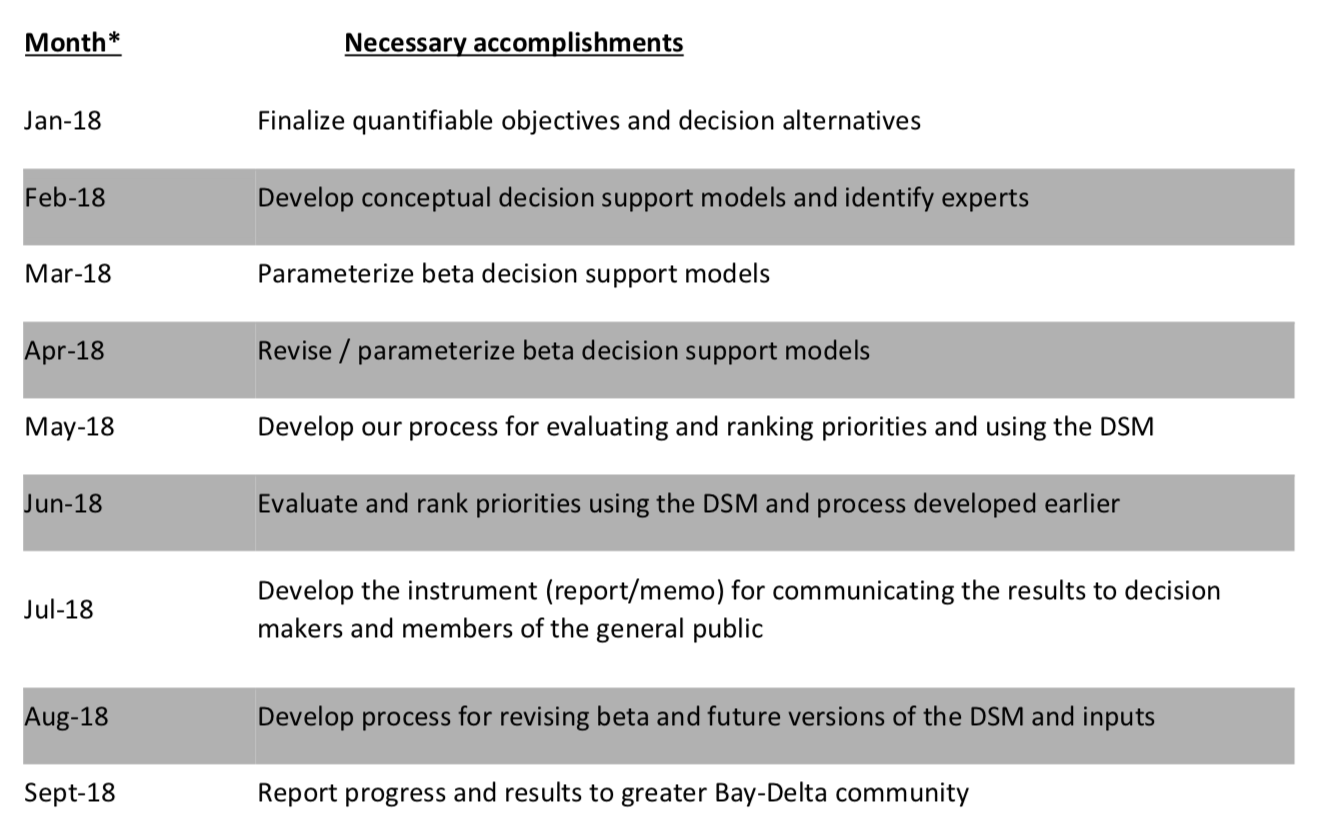 Month* Necessary accomplishments
Jan-18 Finalize quantifiable objectives and decision alternatives
Feb-18 Develop conceptual decision support models and identify experts
Mar-18 Parameterize beta decision support models
Apr-18 Revise / parameterize beta decision support models
May-18 Develop our process for evaluating and ranking priorities and using the DSM
Jun-18 Evaluate and rank priorities using the DSM and process developed earlier
Jul-18 Develop the instrument (report/memo) for communicating the results to decision
makers and members of the general public
Aug-18 Develop process for revising beta and future versions of the DSM and inputs
Sept-18 Report progress and results to greater Bay-Delta community